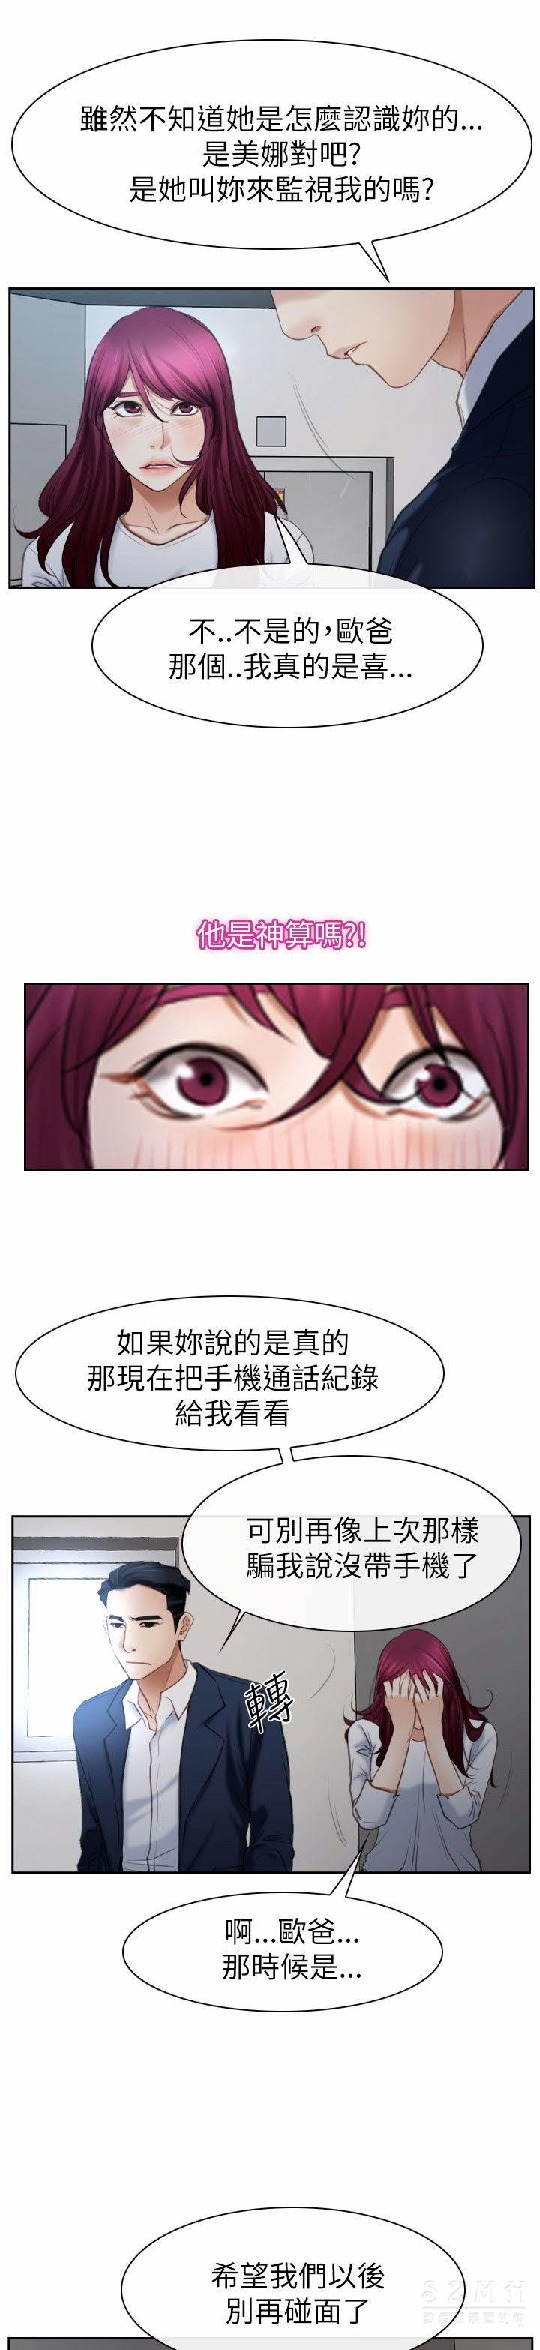 雖然不知道她是怎麼認識妳的...
是美娜對吧?
是她叫妳來監視我的嗎?
不..不是的,歐爸
那個..我真的是喜...
他是神算嗎?!
如果妳說的是真的
那現在把手機通話紀錄
給我看看
可別再像上次那樣
騙我說沒帶手機了
轉
啊...歐爸...
那時候是...
希望我們以後
別再碰面了